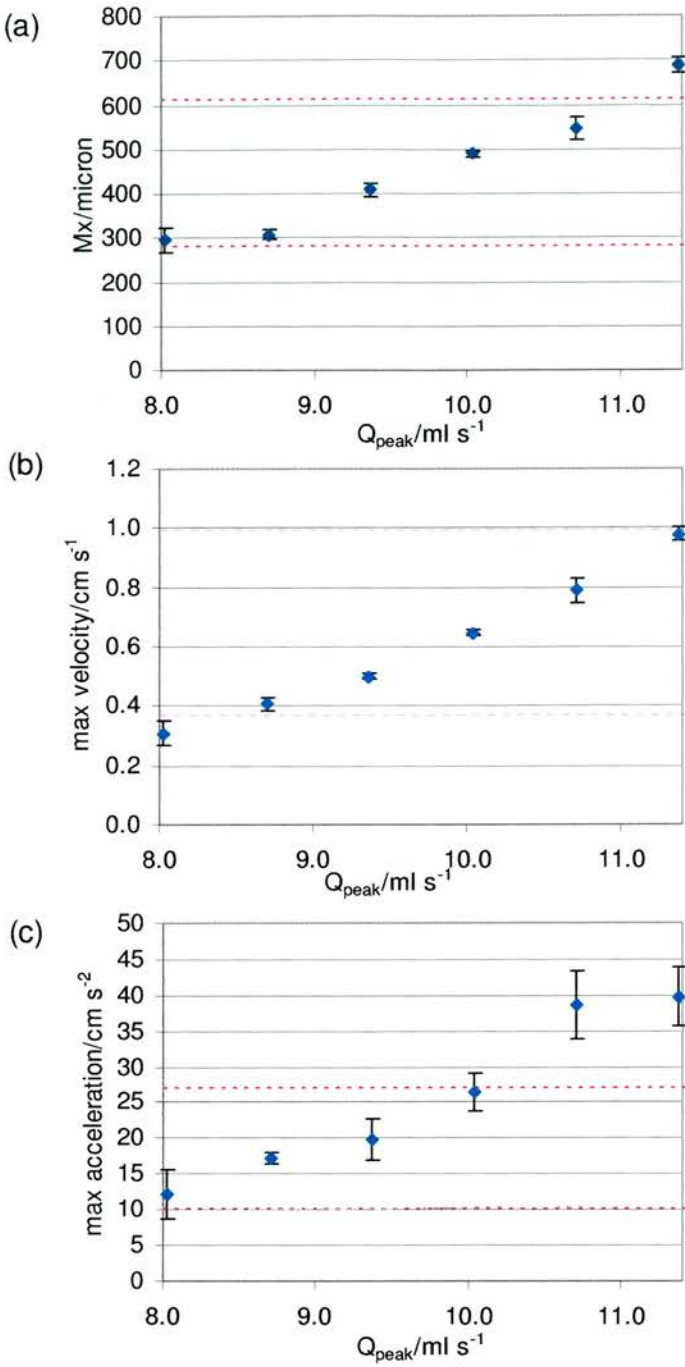 (a)
800
700
600
500
400
300
200
100
0
Mx/micron
8.0 9.0 10.0 11.0
Qpeak/ml s⁻¹
(b)
1.2
1.0
0.8
0.6
0.4
0.2
0.0
max velocity/cm s⁻¹
8.0 9.0 10.0 11.0
Qpeak/ml s⁻¹
(c)
50
45
40
35
30
25
20
15
10
5
0
max acceleration/cm s⁻²
8.0 9.0 10.0 11.0
Qpeak/ml s⁻¹